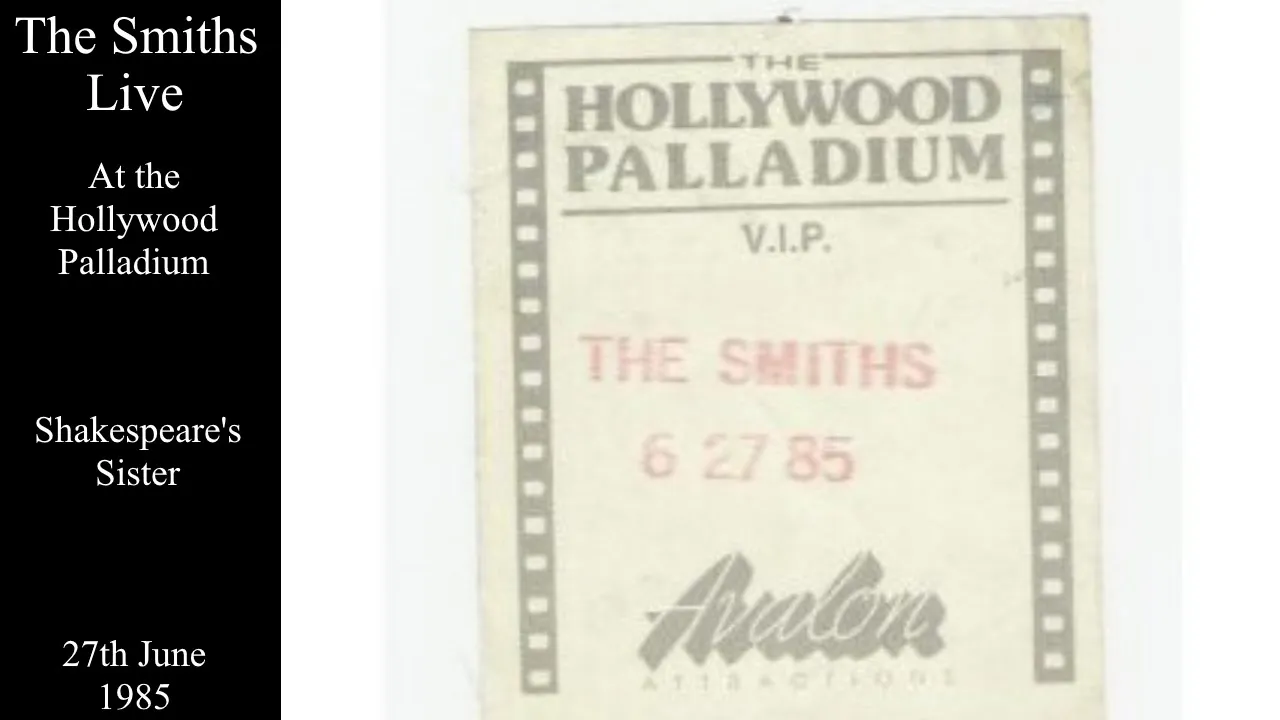 The Smiths
Live
At the
Hollywood
Palladium
Shakespeare's
Sister
27th June
1985
THE
HOLLYWOOD
PALLADIUM
V.I.P.
THE SMITHS
6 27 85
Avalon
ATTRACTIONS